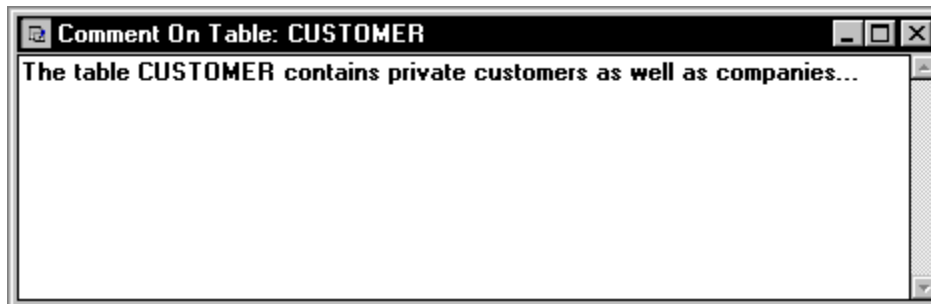 Comment On Table: CUSTOMER
The table CUSTOMER contains private customers as well as companies...